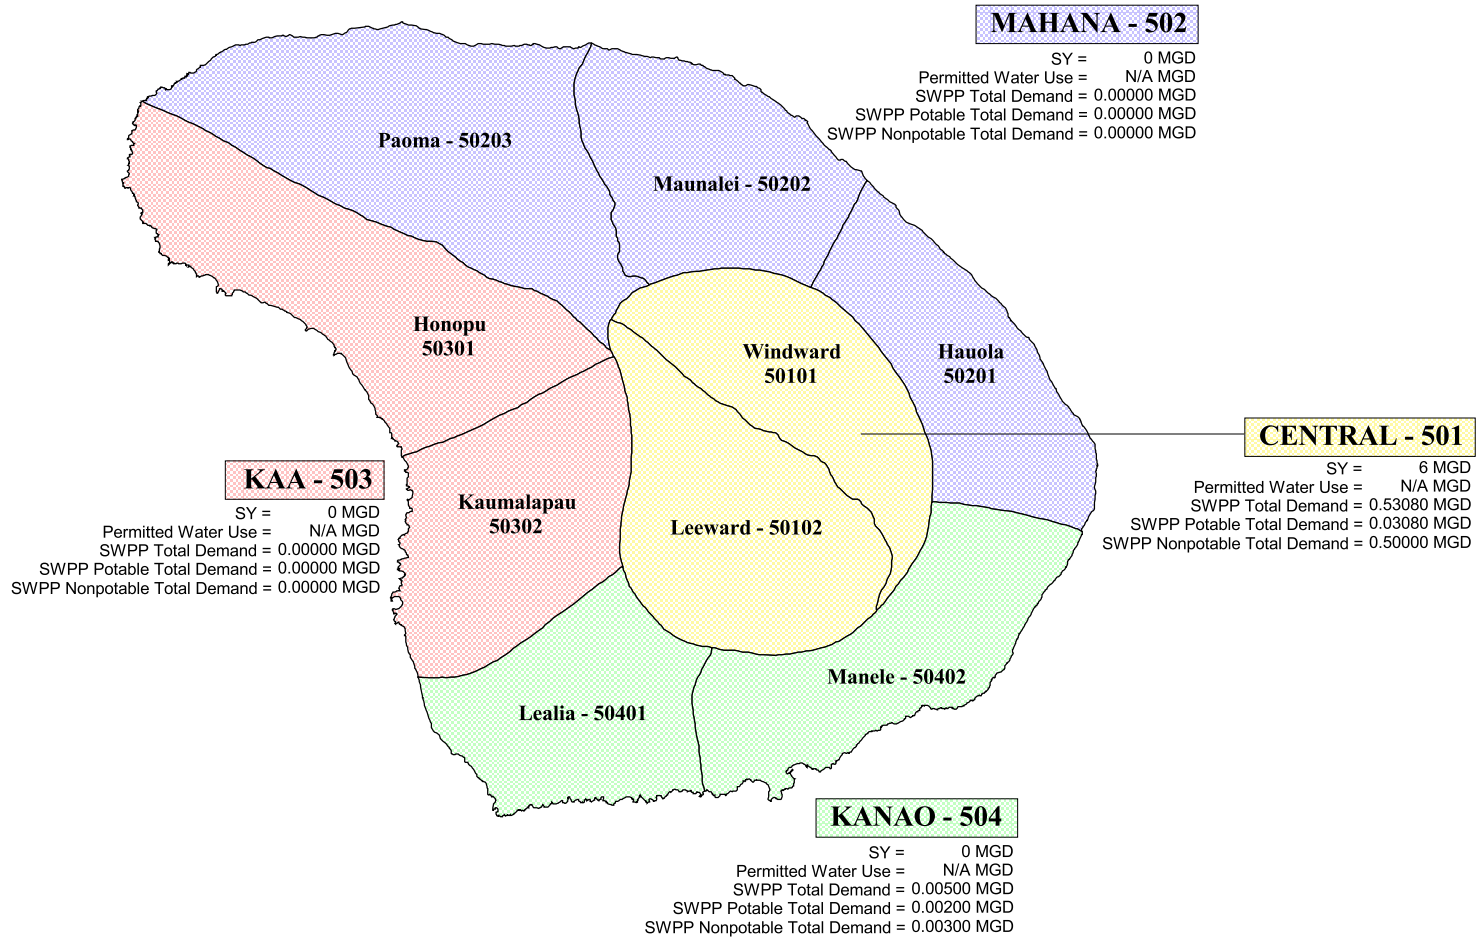 MAHANA - 502
SY = 0 MGD
Permitted Water Use = N/A MGD
SWPP Total Demand = 0.00000 MGD
SWPP Potable Total Demand = 0.00000 MGD
SWPP Nonpotable Total Demand = 0.00000 MGD
Paoma - 50203
Maunalei - 50202
Honopu
50301
Windward
50101
Hauola
50201
CENTRAL - 501
SY = 6 MGD
Permitted Water Use = N/A MGD
SWPP Total Demand = 0.53080 MGD
SWPP Potable Total Demand = 0.03080 MGD
SWPP Nonpotable Total Demand = 0.50000 MGD
KAA - 503
SY = 0 MGD
Permitted Water Use = N/A MGD
SWPP Total Demand = 0.00000 MGD
SWPP Potable Total Demand = 0.00000 MGD
SWPP Nonpotable Total Demand = 0.00000 MGD
Kaumalapau
50302
Leeward - 50102
Manele - 50402
Lealia - 50401
KANAO - 504
SY = 0 MGD
Permitted Water Use = N/A MGD
SWPP Total Demand = 0.00500 MGD
SWPP Potable Total Demand = 0.00200 MGD
SWPP Nonpotable Total Demand = 0.00300 MGD